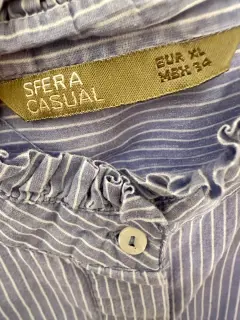 SFERA
CASUAL
EUR XL
MEX 34